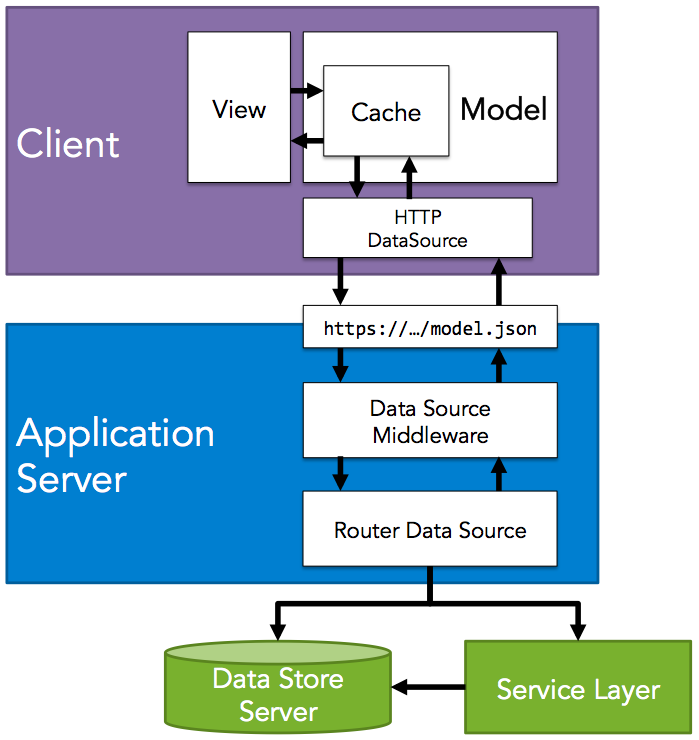 Client
View
Cache
Model
HTTP
DataSource
https://…/model.json
Application
Server
Data Source
Middleware
Router Data Source
Data Store
Server
Service Layer